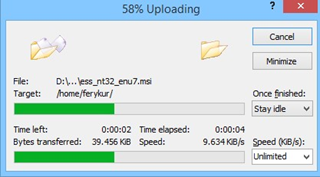 58% Uploading
?
Cancel
Minimize
File: D:\...\ess_nt32_enu7.msi
Target: /home/ferykur/
Once finished:
Stay idle
Time left: 0:00:02 Time elapsed: 0:00:04
Bytes transferred: 39.456 KiB Speed: 9.634 KiB/s
Speed (KiB/s):
Unlimited